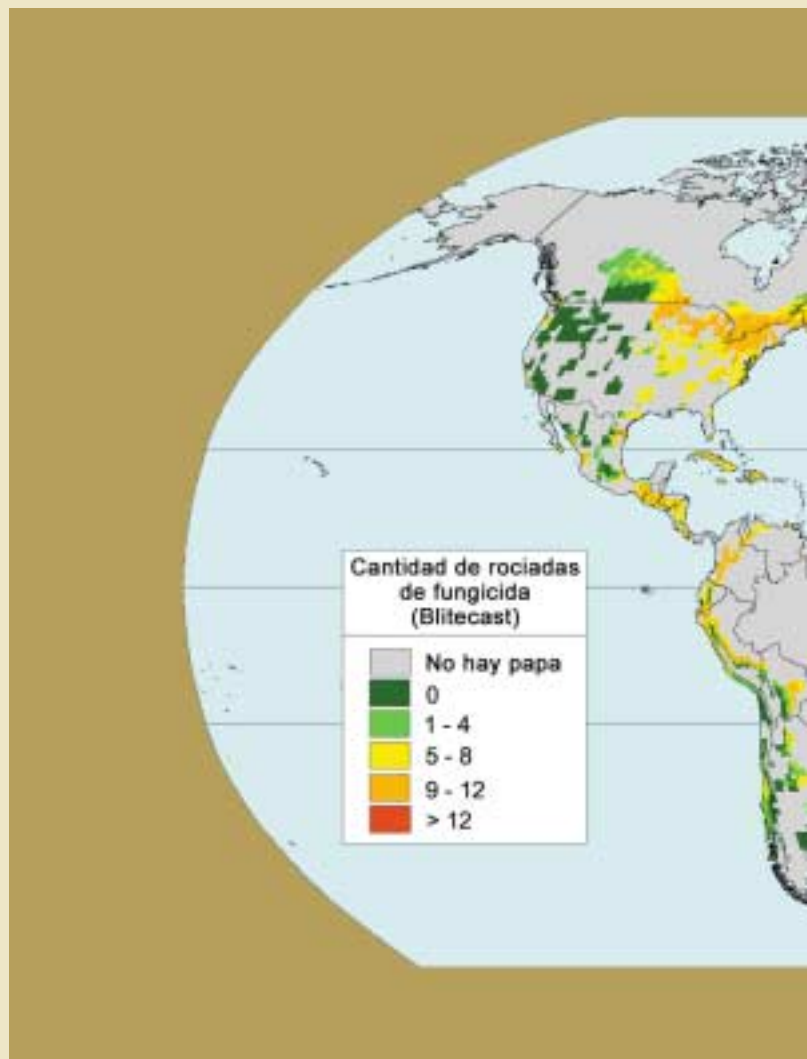 Cantidad de rociadas
de fungicida
(Blitecast)
No hay papa
0
1 - 4
5 - 8
9 - 12
> 12